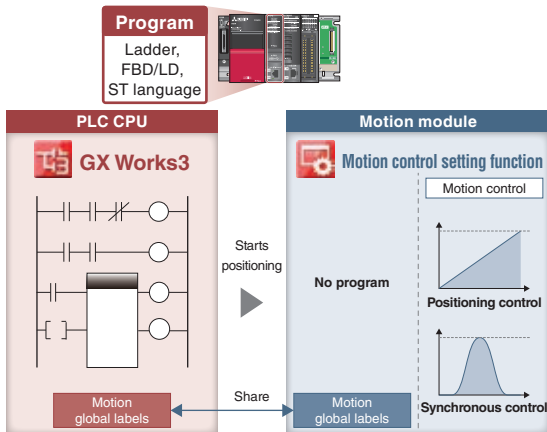 Program
Ladder,
FBD/LD,
ST language
PLC CPU
GX Works3
Starts
positioning
Motion module
Motion control setting function
Motion control
No program
Positioning control
Synchronous control
Motion
global labels
Share
Motion
global labels